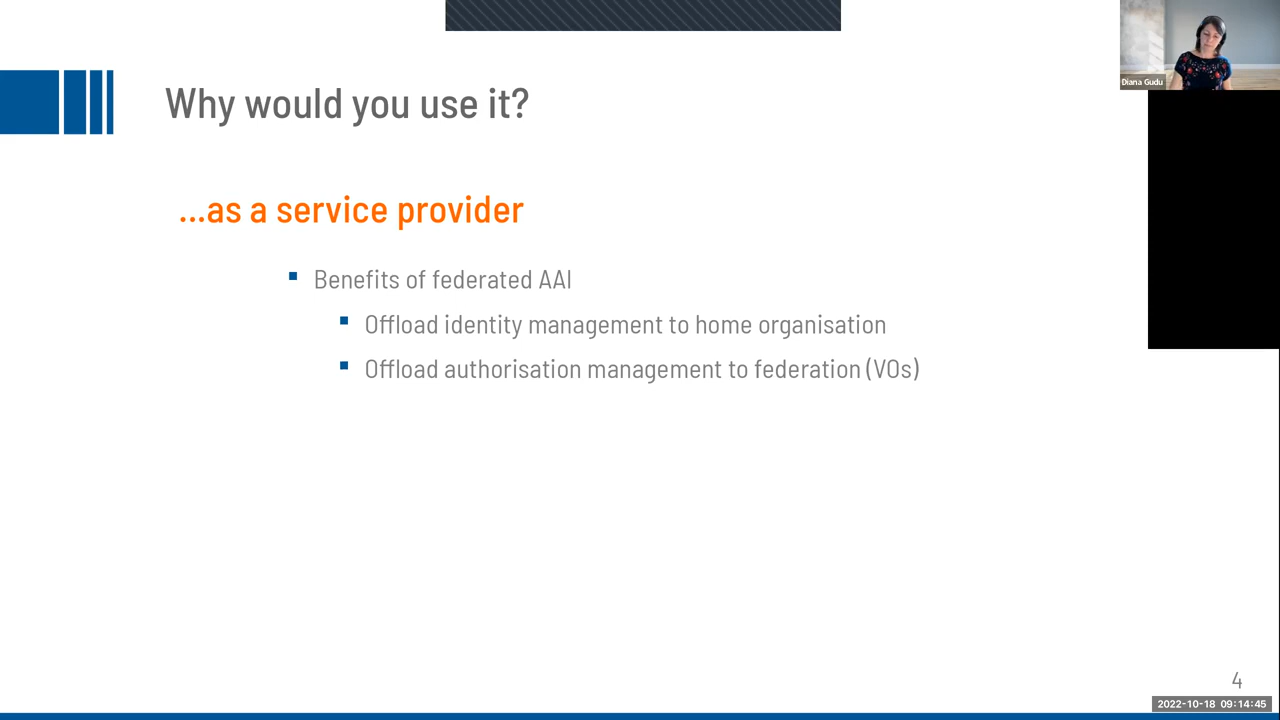 Diana Gudu
Why would you use it?
...as a service provider
Benefits of federated AAI
Offload identity management to home organisation
Offload authorisation management to federation (VOs)
4
2022-10-18 09:14:45